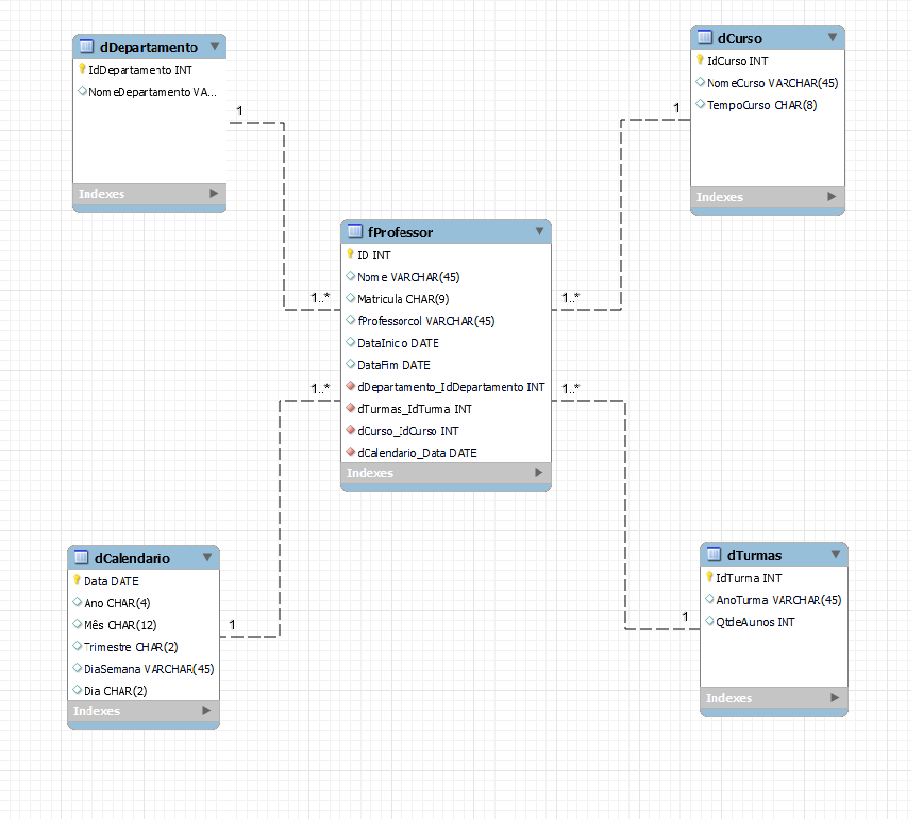 dDepartamento
IdDepartamento INT
NomeDepartamento VA...
Indexes
1
dCurso
IdCurso INT
NomeCurso VARCHAR(45)
TempoCurso CHAR(8)
Indexes
1
fProfessor
ID INT
Nome VARCHAR(45)
Matricula CHAR(9)
fProfessorcol VARCHAR(45)
DataInicio DATE
DataFim DATE
dDepartamento_IdDepartamento INT
dTurmas_IdTurma INT
dCurso_IdCurso INT
dCalendario_Data DATE
Indexes
1..*
1..*
1..*
1..*
dCalendario
Data DATE
Ano CHAR(4)
Mês CHAR(12)
Trimestre CHAR(2)
DiaSemana VARCHAR(45)
Dia CHAR(2)
Indexes
1
dTurmas
IdTurma INT
AnoTurma VARCHAR(45)
QtdeAlunos INT
Indexes
1